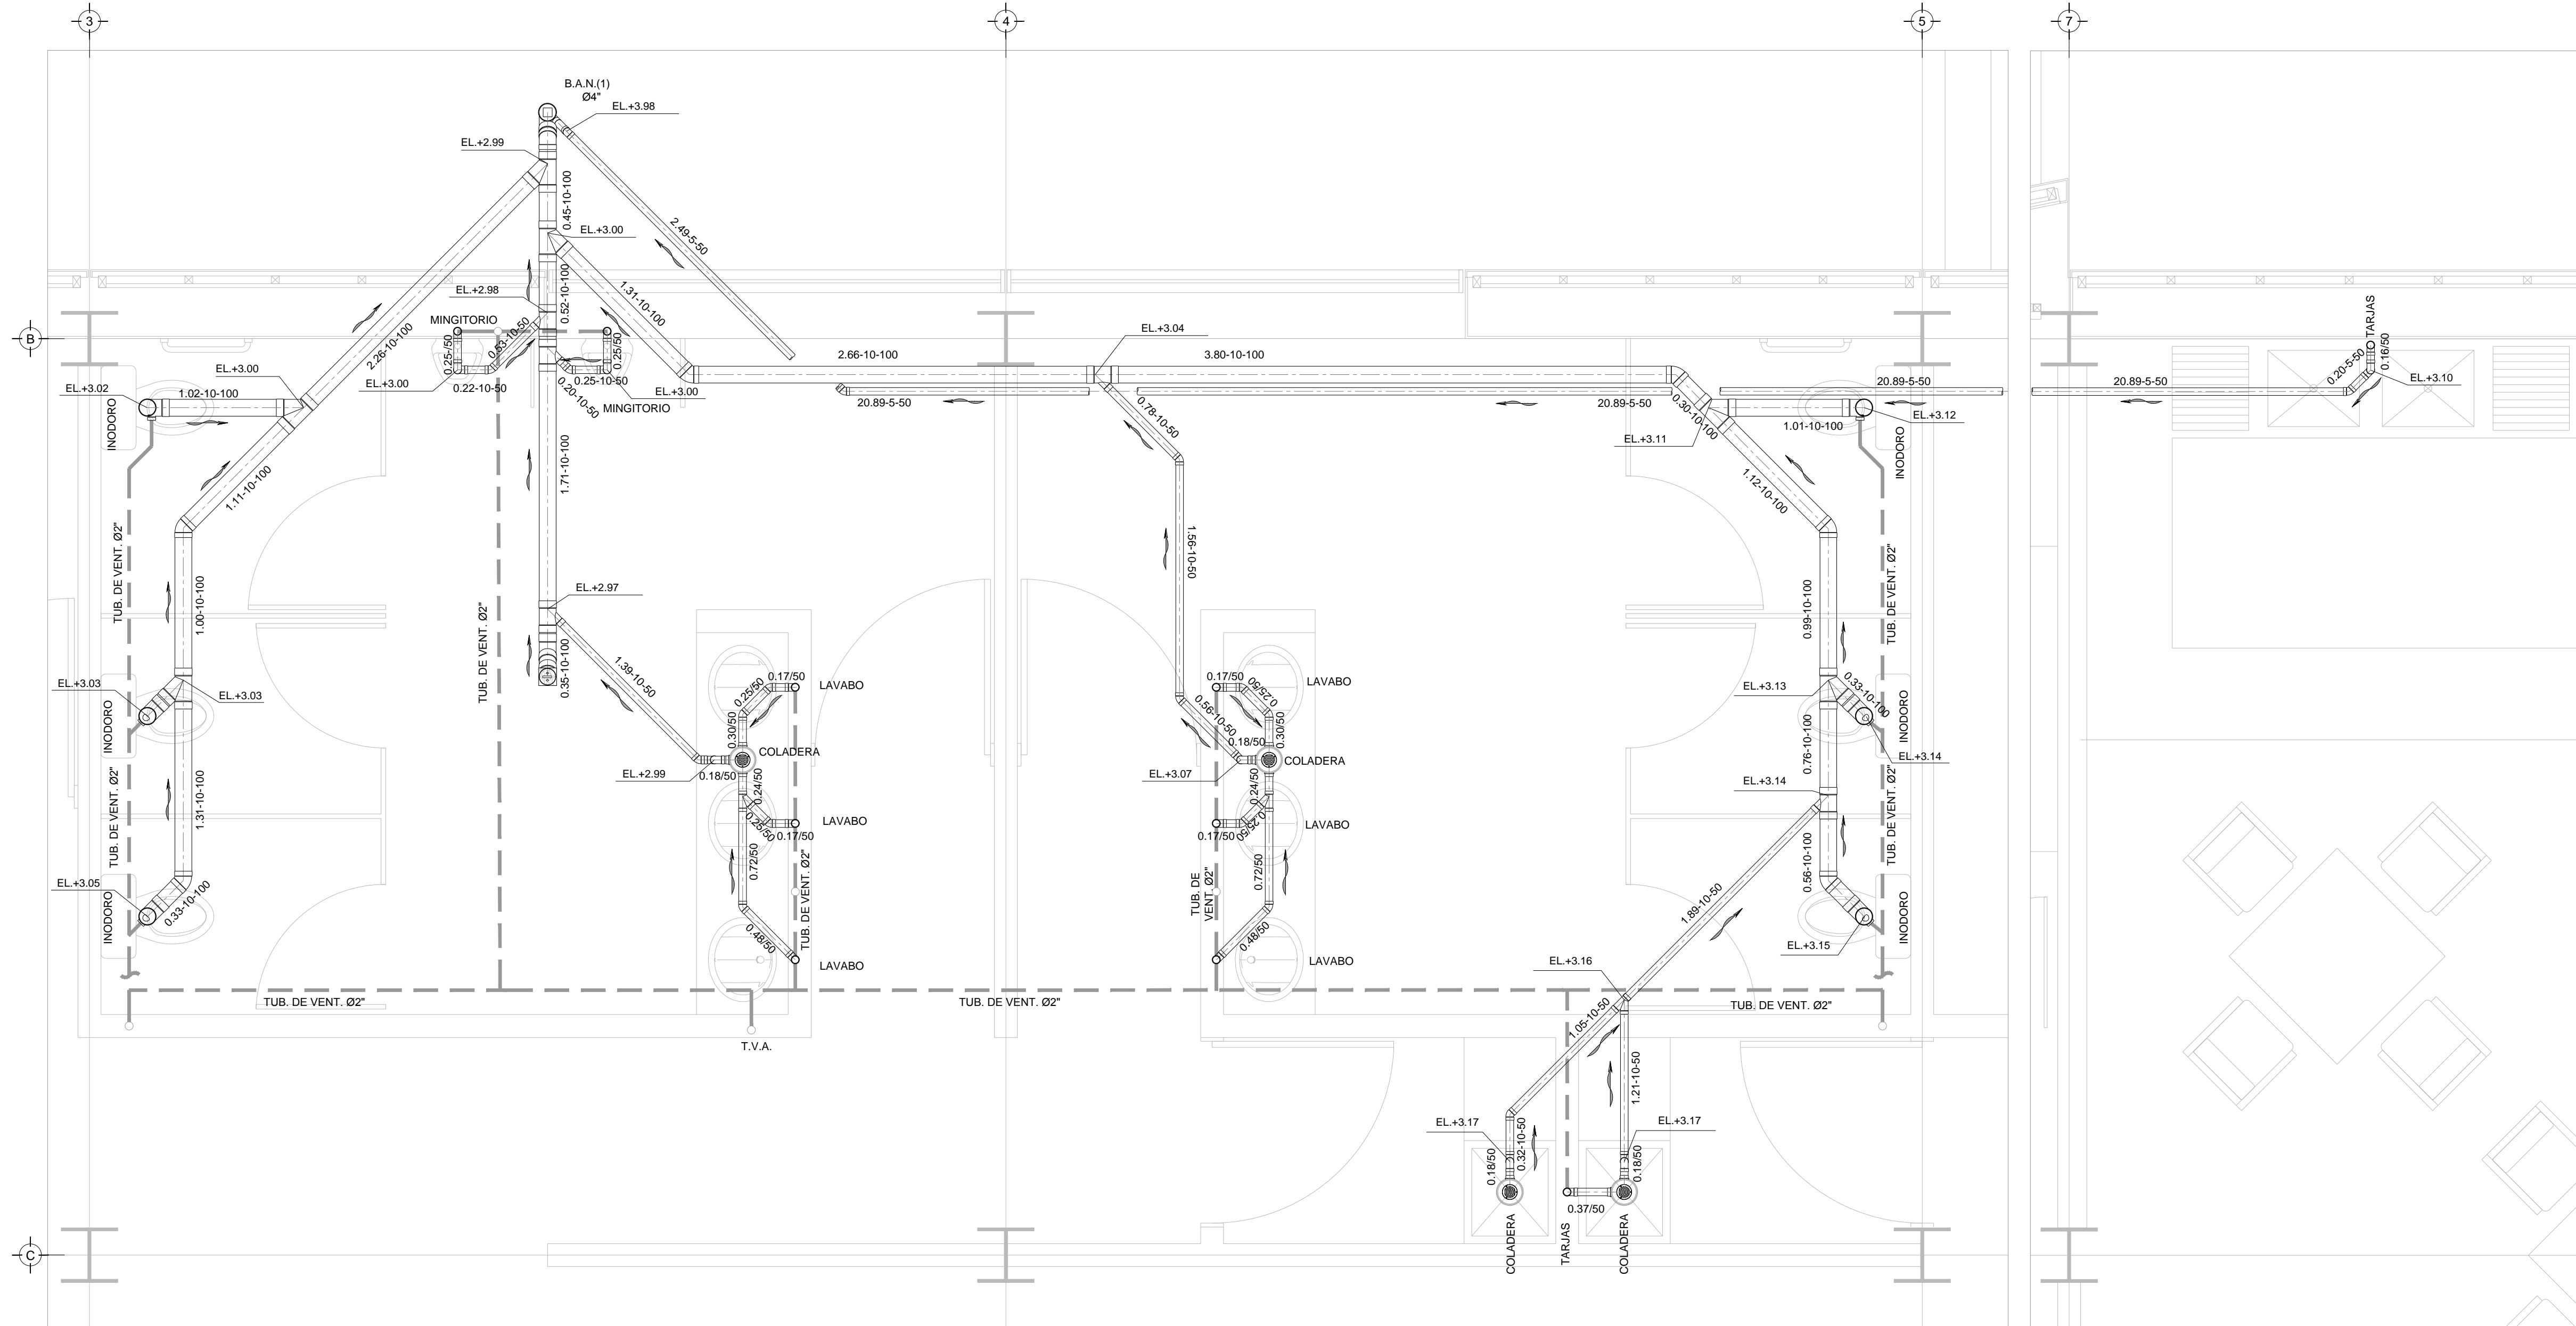 3
4
5
7
B.A.N.(1)
Ø4"
EL.+3.98
EL.+2.99
0.45-10-100
2.49-5-50
EL.+3.00
0.52-10-100
1.31-10-100
EL.+2.98
MINGITORIO
B
0.25-/50
0.53-10-50
0.25/50
2.26-10-100
EL.+3.04
2.66-10-100
3.80-10-100
TARJAS
0.16/50
0.20-5-50
EL.+3.10
EL.+3.00
EL.+3.00
0.22-10-50
0.20-10-50
0.25-10-50
EL.+3.00
MINGITORIO
EL.+3.02
1.02-10-100
INODORO
20.89-5-50
20.89-5-50
20.89-5-50
20.89-5-50
0.78-10-50
0.30-10-100
EL.+3.12
1.01-10-100
EL.+3.11
INODORO
1.11-10-100
1.71-10-100
1.12-10-100
TUB. DE VENT. Ø2"
1.56-10-50
TUB. DE VENT. Ø2"
1.00-10-100
EL.+2.97
0.99-10-100
TUB. DE VENT. Ø2"
0.35-10-100
1.39-10-50
EL.+3.03
EL.+3.03
0.17/50
LAVABO
0.25/50
0.30/50
0.17/50
0.25/50
LAVABO
0.30/50
0.56-10-50
EL.+3.13
0.33-10-100
INODORO
INODORO
COLADERA
0.18/50
COLADERA
EL.+2.99
0.18/50
EL.+3.07
0.76-10-100
EL.+3.14
EL.+3.14
TUB. DE VENT. Ø2"
0.24/50
0.24/50
TUB. DE VENT. Ø2"
1.31-10-100
0.25/50
0.17/50
LAVABO
0.17/50
0.25/50
LAVABO
0.72/50
0.72/50
0.56-10-100
EL.+3.05
0.33-10-100
INODORO
TUB. DE VENT. Ø2"
TUB. DE
VENT. Ø2"
1.89-10-50
INODORO
0.48/50
0.48/50
EL.+3.15
LAVABO
LAVABO
EL.+3.16
TUB. DE VENT. Ø2"
TUB. DE VENT. Ø2"
TUB. DE VENT. Ø2"
1.05-10-50
T.V.A.
1.21-10-50
EL.+3.17
EL.+3.17
0.32-10-50
0.18/50
0.18/50
0.37/50
C
COLADERA
TARJAS
COLADERA